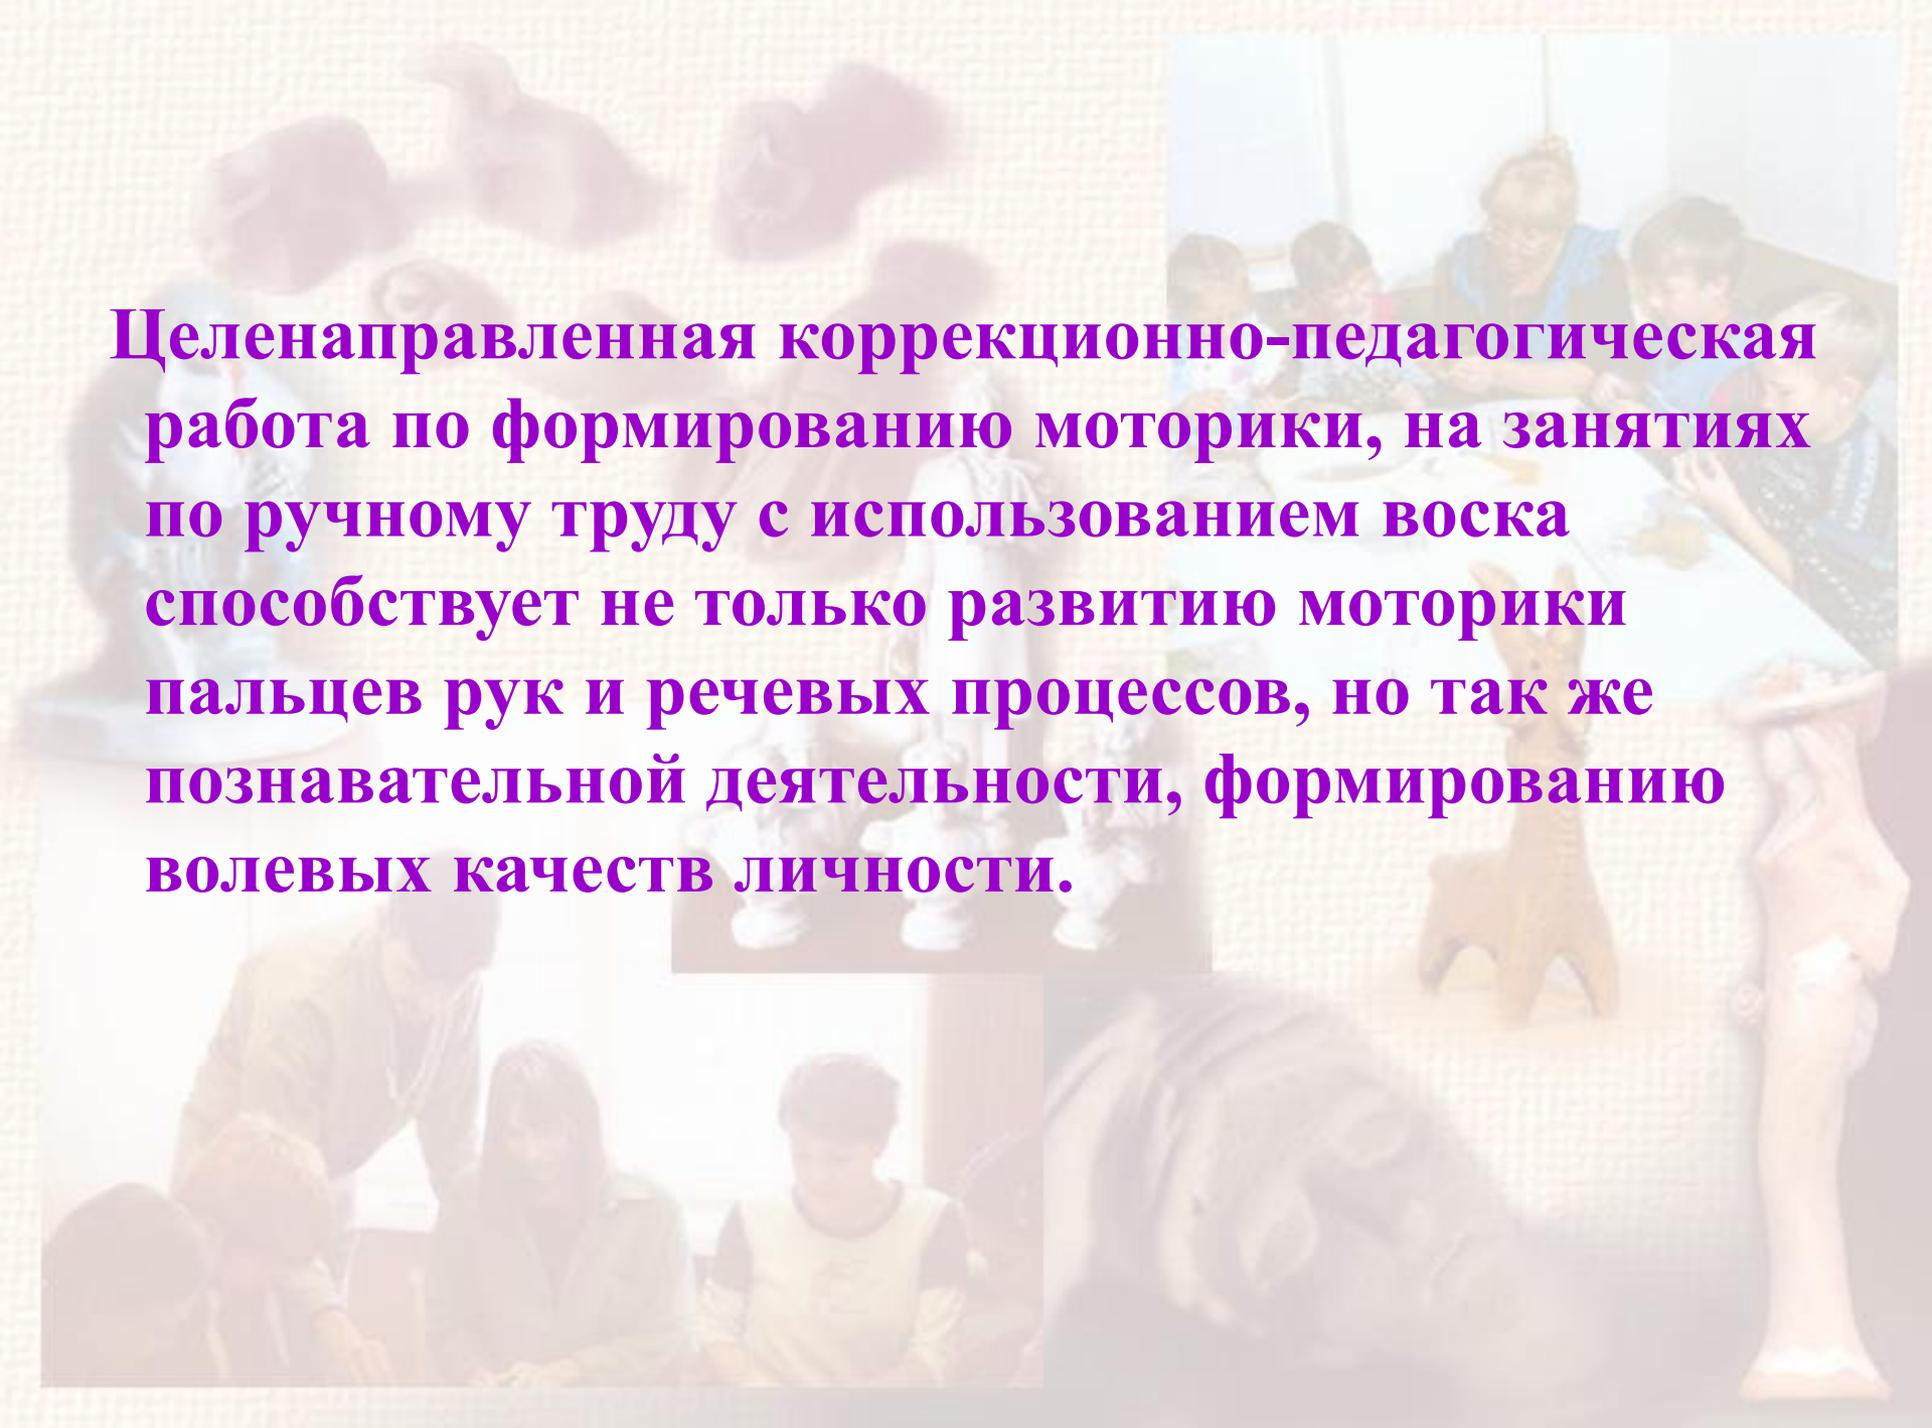 Целенаправленная коррекционно-педагогическая
работа по формированию моторики, на занятиях
по ручному труду с использованием воска
способствует не только развитию моторики
пальцев рук и речевых процессов, но так же
познавательной деятельности, формированию
волевых качеств личности.